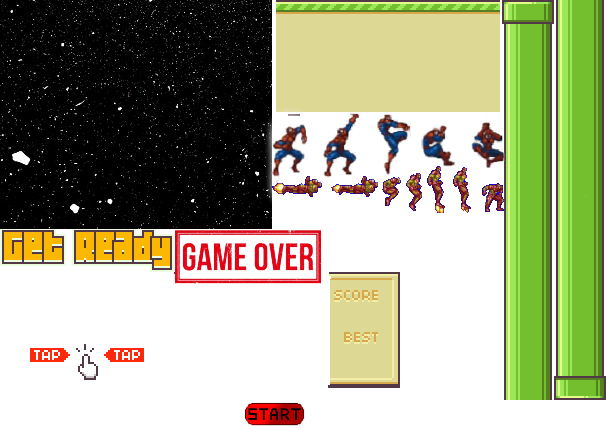 Get Ready
GAME OVER
SCORE
BEST
TAP TAP
START